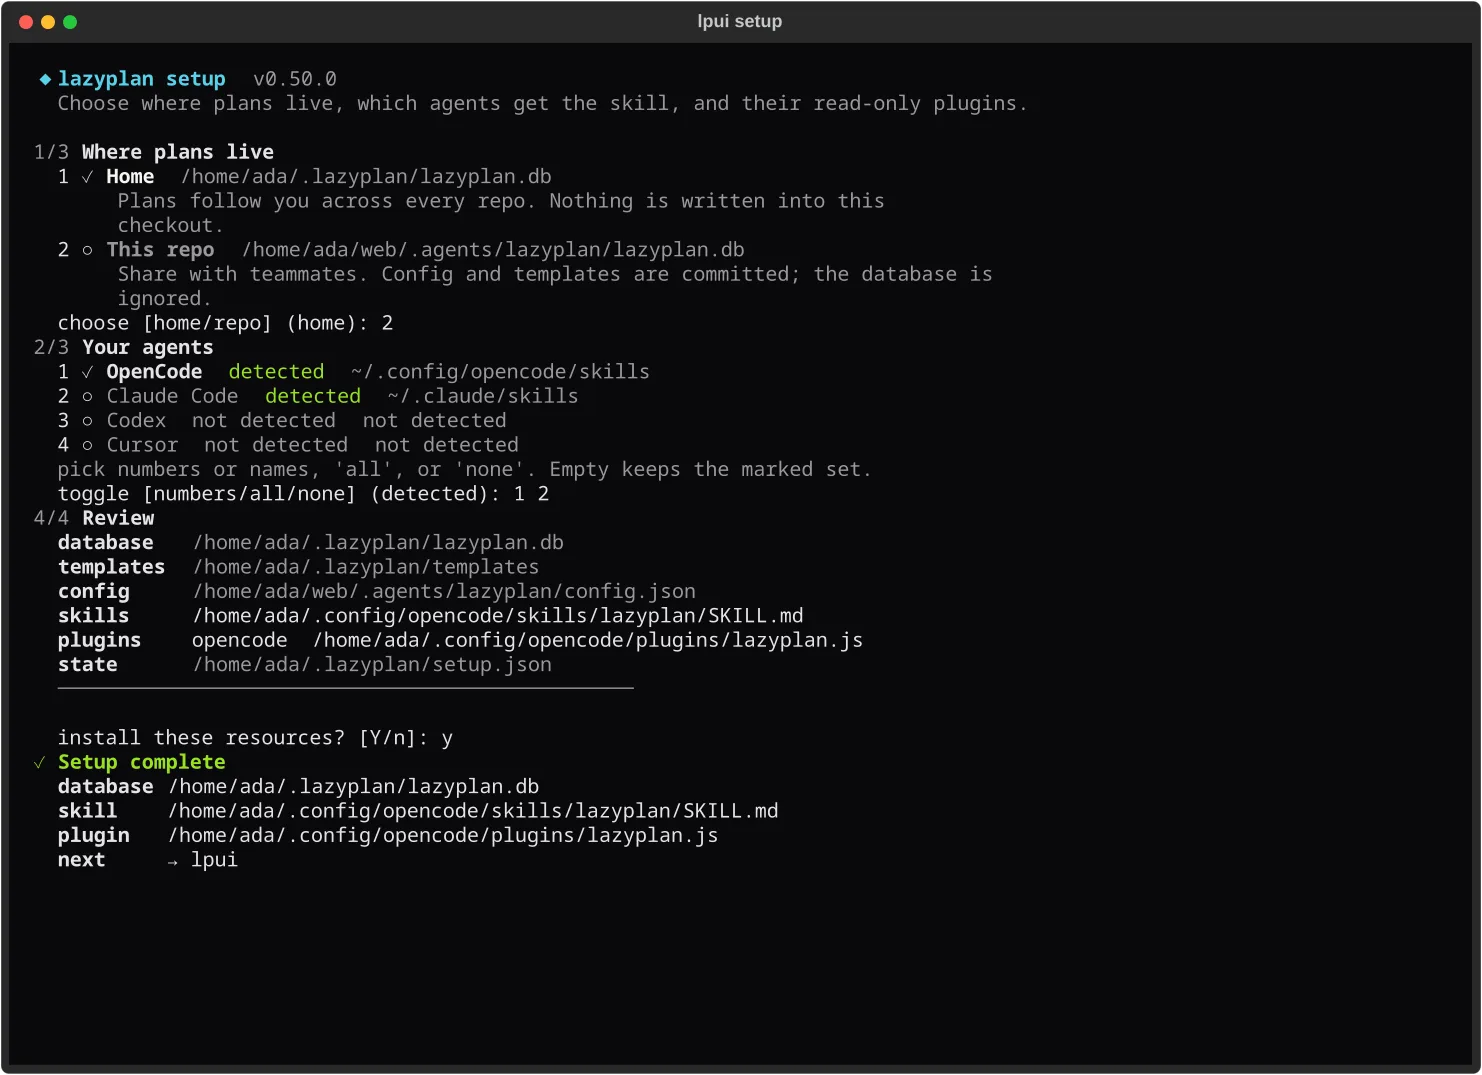 lpui setup
◆ lazyplan setup  v0.50.0
Choose where plans live, which agents get the skill, and their read-only plugins.
1/3 Where plans live
1 ✓ Home  /home/ada/.lazyplan/lazyplan.db
Plans follow you across every repo. Nothing is written into this
checkout.
2 ○ This repo  /home/ada/web/.agents/lazyplan/lazyplan.db
Share with teammates. Config and templates are committed; the database is
ignored.
choose [home/repo] (home): 2
2/3 Your agents
1 ✓ OpenCode  detected  ~/.config/opencode/skills
2 ○ Claude Code  detected  ~/.claude/skills
3 ○ Codex  not detected  not detected
4 ○ Cursor  not detected  not detected
pick numbers or names, 'all', or 'none'. Empty keeps the marked set.
toggle [numbers/all/none] (detected): 1 2
4/4 Review
database  /home/ada/.lazyplan/lazyplan.db
templates  /home/ada/.lazyplan/templates
config  /home/ada/web/.agents/lazyplan/config.json
skills  /home/ada/.config/opencode/skills/lazyplan/SKILL.md
plugins  opencode  /home/ada/.config/opencode/plugins/lazyplan.js
state  /home/ada/.lazyplan/setup.json
install these resources? [Y/n]: y
✓ Setup complete
database /home/ada/.lazyplan/lazyplan.db
skill  /home/ada/.config/opencode/skills/lazyplan/SKILL.md
plugin  /home/ada/.config/opencode/plugins/lazyplan.js
next  → lpui